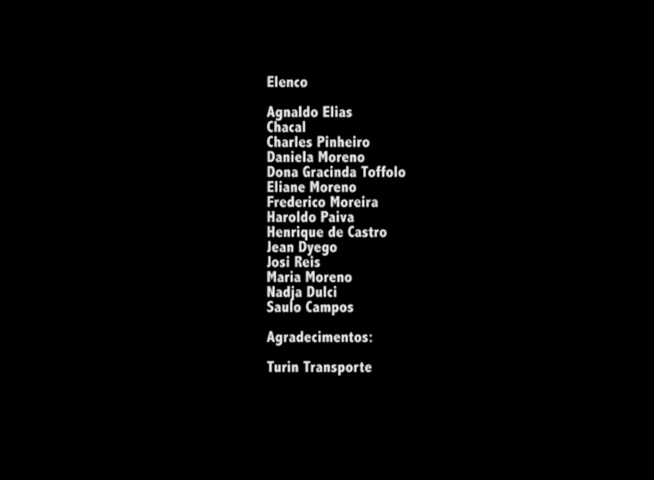 Elenco
Agnaldo Elias
Chacal
Charles Pinheiro
Daniela Moreno
Dona Gracinda Toffolo
Eliane Moreno
Frederico Moreira
Haroldo Paiva
Henrique de Castro
Jean Dyego
Josi Reis
Maria Moreno
Nadja Dulci
Saulo Campos
Agradecimentos:
Turin Transporte